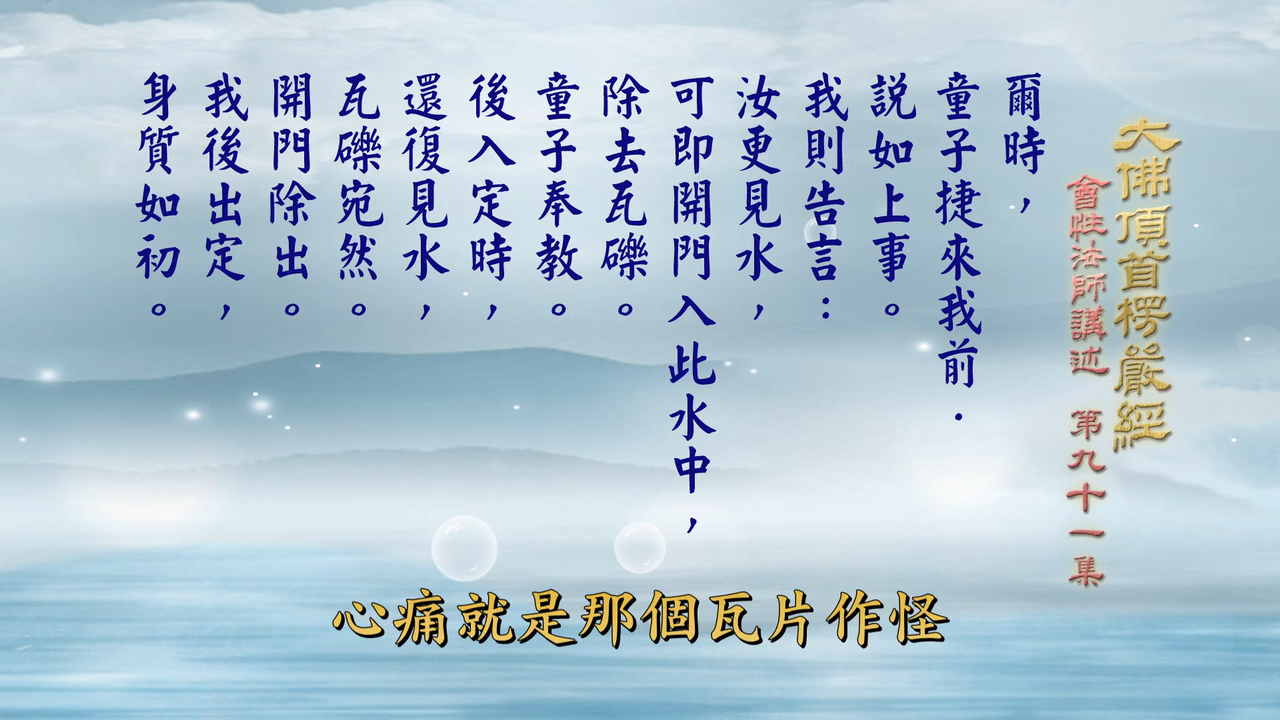 大佛頂首楞嚴經
會性法師講述 第九十一集
爾時，
童子捷來我前．
説如上事。
我則告言：
汝更見水，
可即開門入此水中，
除去瓦礫。
童子奉教。
後入定時，
還復見水，
瓦礫宛然。
開門除出。
我後出定，
身質如初。
心痛就是那個瓦片作怪